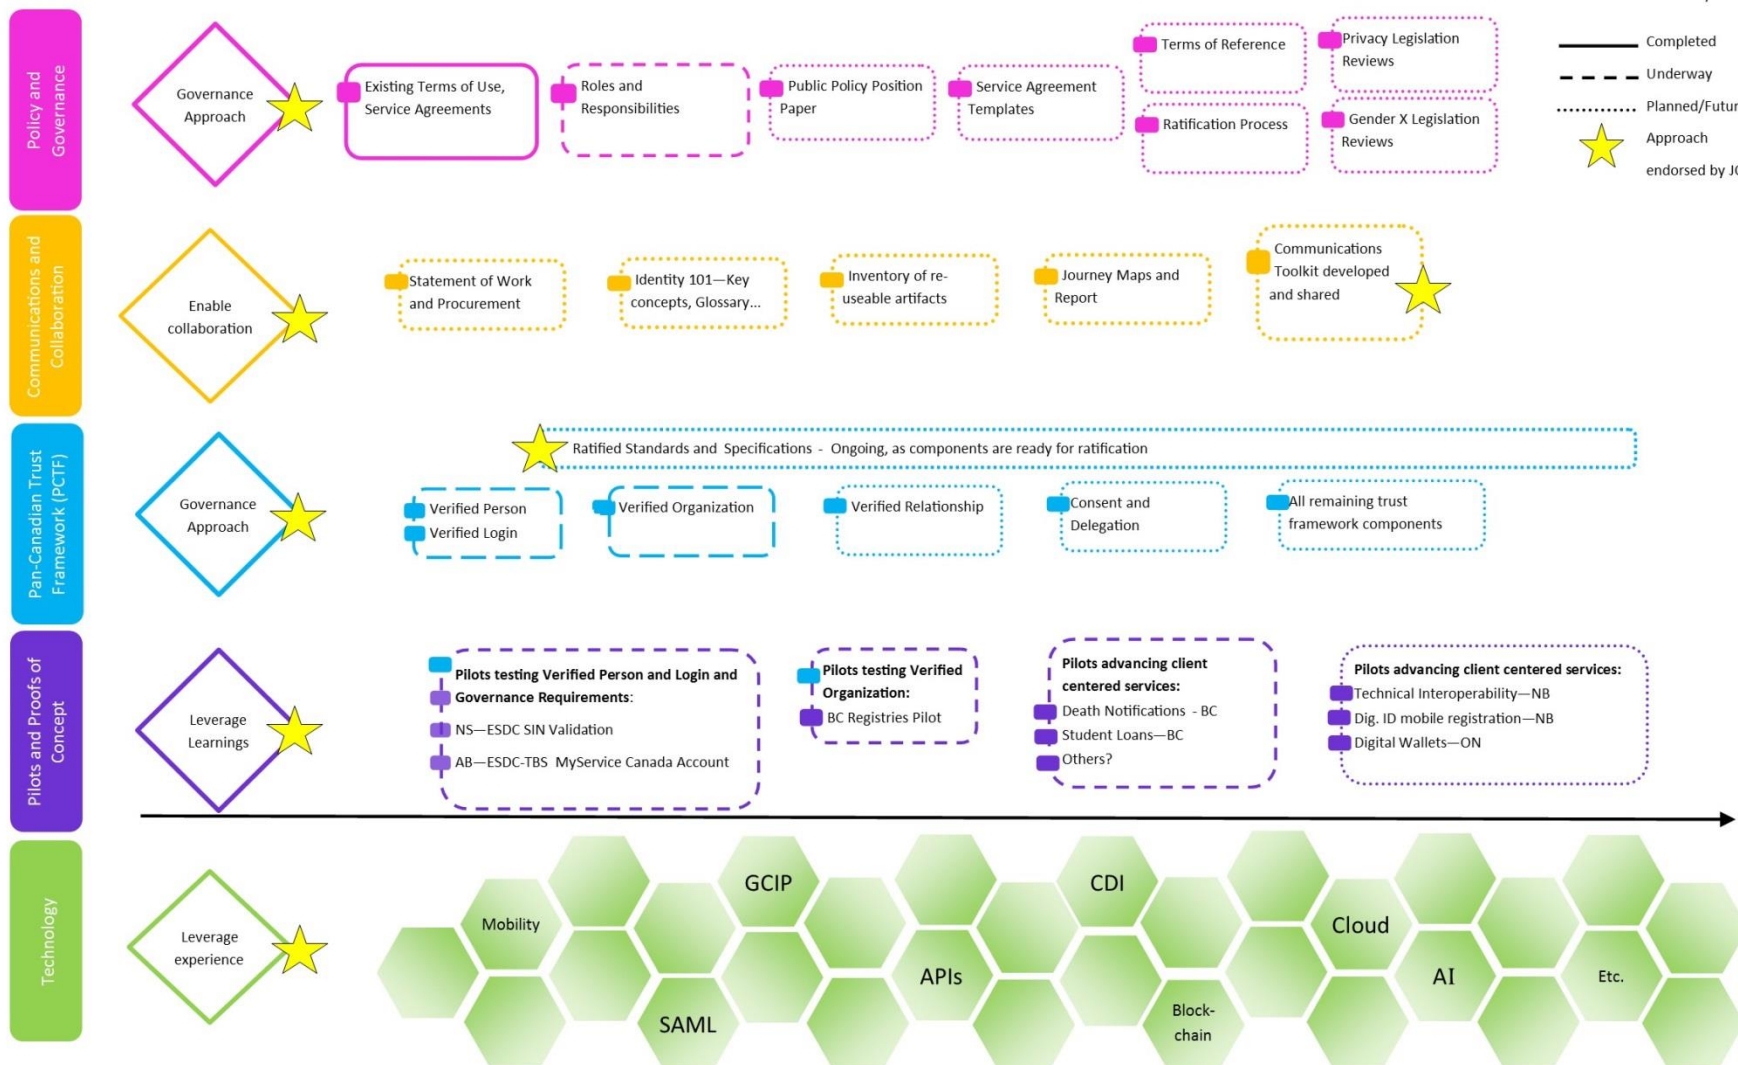 Policy and
Governance
Governance
Approach
Existing Terms of Use,
Service Agreements
Roles and
Responsibilities
Public Policy Position
Paper
Service Agreement
Templates
Terms of Reference
Ratification Process
Privacy Legislation
Reviews
Gender X Legislation
Reviews
Completed
Underway
Planned/Futur
Approach
endorsed by J
Communications and
Collaboration
Enable
collaboration
Statement of Work
and Procurement
Identity 101—Key
concepts, Glossary...
Inventory of re-
useable artifacts
Journey Maps and
Report
Communications
Toolkit developed
and shared
Pan-Canadian Trust
Framework (PCTF)
Governance
Approach
Ratified Standards and Specifications - Ongoing, as components are ready for ratification
Verified Person
Verified Login
Verified Organization
Verified Relationship
Consent and
Delegation
All remaining trust
framework components
Pilots and Proofs of
Concept
Leverage
Learnings
Pilots testing Verified Person and Login and
Governance Requirements:
NS—ESDC SIN Validation
AB—ESDC-TBS MyService Canada Account
Pilots testing Verified
Organization:
BC Registries Pilot
Pilots advancing client
centered services:
Death Notifications - BC
Student Loans—BC
Others?
Pilots advancing client centered services:
Technical Interoperability—NB
Dig. ID mobile registration—NB
Digital Wallets—ON
Technology
Leverage
experience
Mobility
GCIP
SAML
APIs
CDI
Block-
chain
Cloud
AI
Etc.